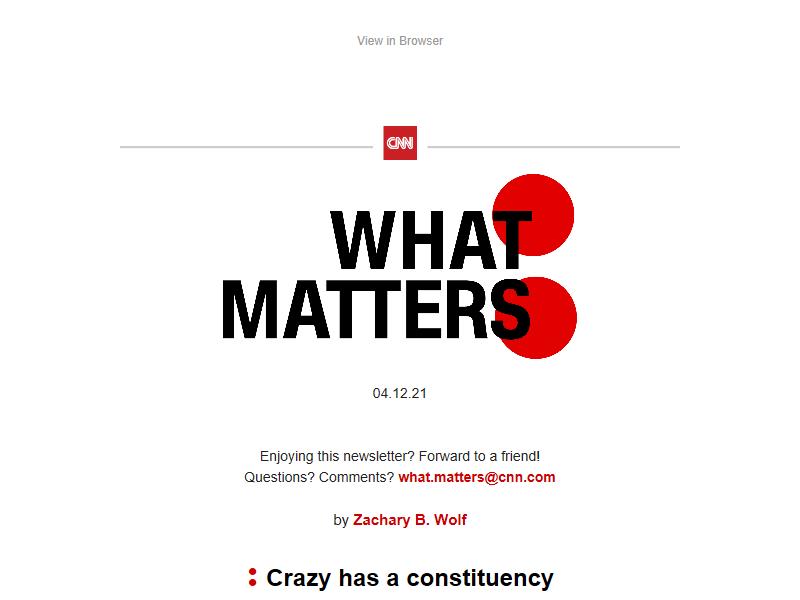 View in Browser
CNN
WHAT
MATTERS
04.12.21
Enjoying this newsletter? Forward to a friend!
Questions? Comments? what.matters@cnn.com
by Zachary B. Wolf
: Crazy has a constituency